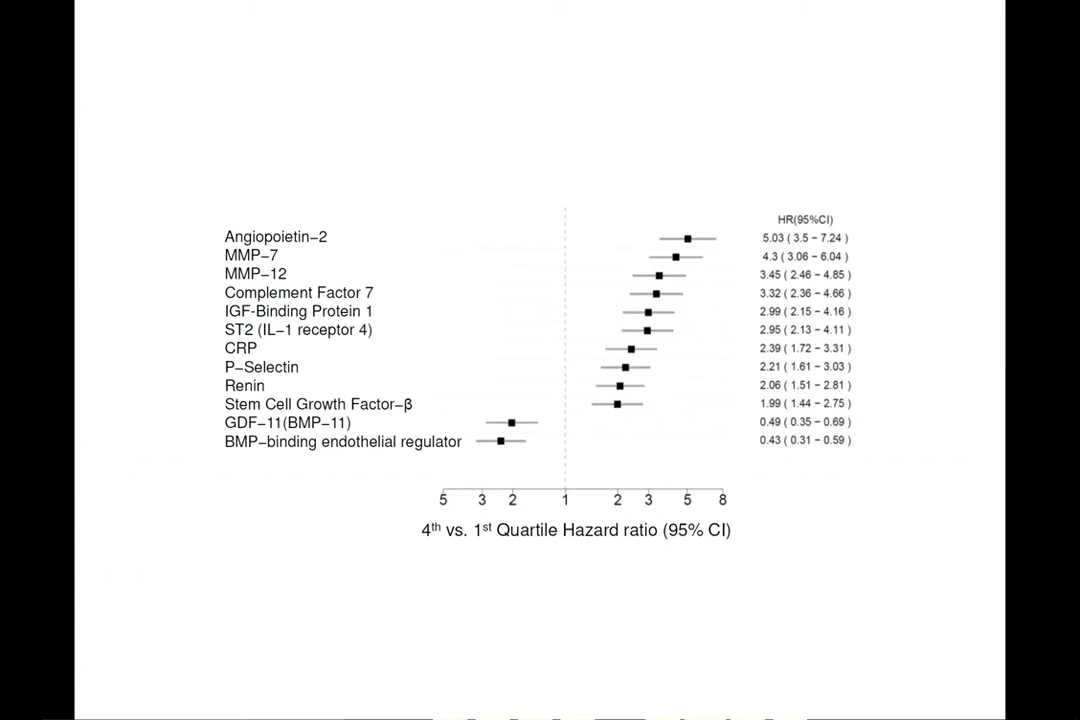 HR(95%CI)
Angiopoietin−2 5.03 ( 3.5 − 7.24 )
MMP−7 4.3 ( 3.06 − 6.04 )
MMP−12 3.45 ( 2.46 − 4.85 )
Complement Factor 7 3.32 ( 2.36 − 4.66 )
IGF-Binding Protein 1 2.99 ( 2.15 − 4.16 )
ST2 (IL−1 receptor 4) 2.95 ( 2.13 − 4.11 )
CRP 2.39 ( 1.72 − 3.31 )
P−Selectin 2.21 ( 1.61 − 3.03 )
Renin 2.06 ( 1.51 − 2.81 )
Stem Cell Growth Factor−β 1.99 ( 1.44 − 2.75 )
GDF−11(BMP−11) 0.49 ( 0.35 − 0.69 )
BMP−binding endothelial regulator 0.43 ( 0.31 − 0.59 )
5 3 2 1 2 3 5 8
4th vs. 1st Quartile Hazard ratio (95% CI)